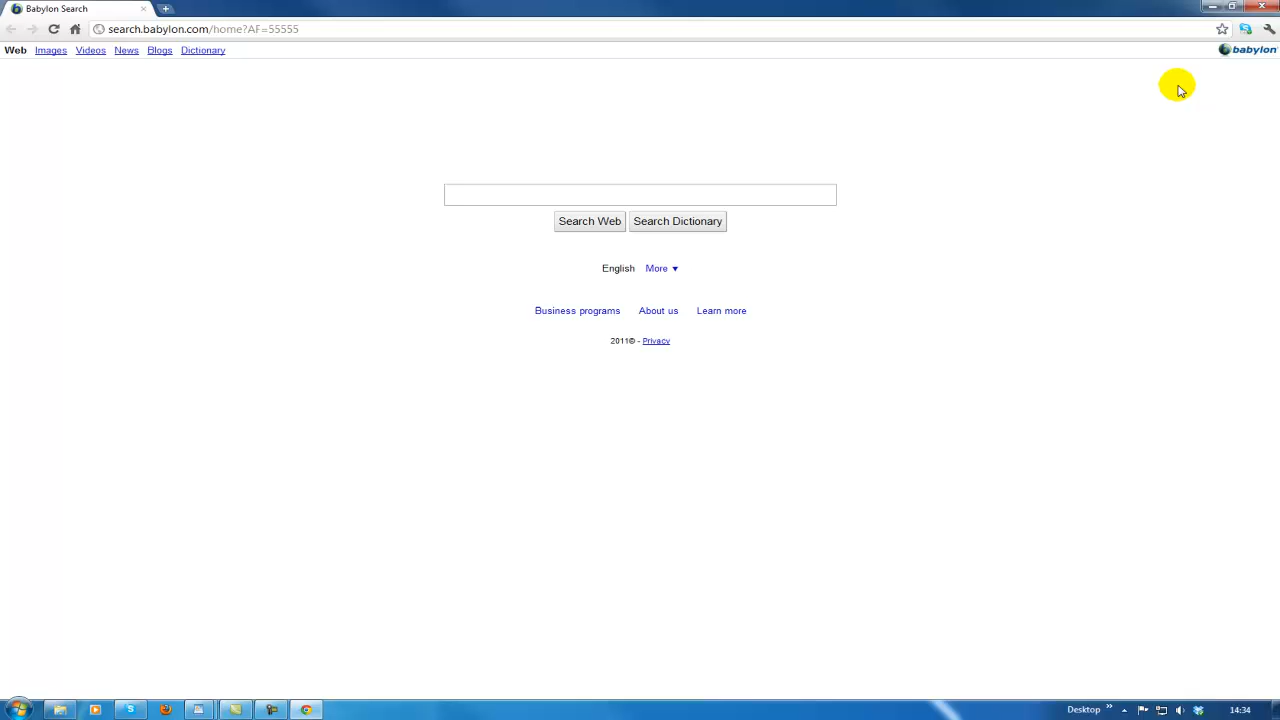 Babylon Search
search.babylon.com/home?AF=55555
Web Images Videos News Blogs Dictionary
babylon
Search Web Search Dictionary
English More ▼
Business programs About us Learn more
2011© - Privacy
Desktop » 14:34